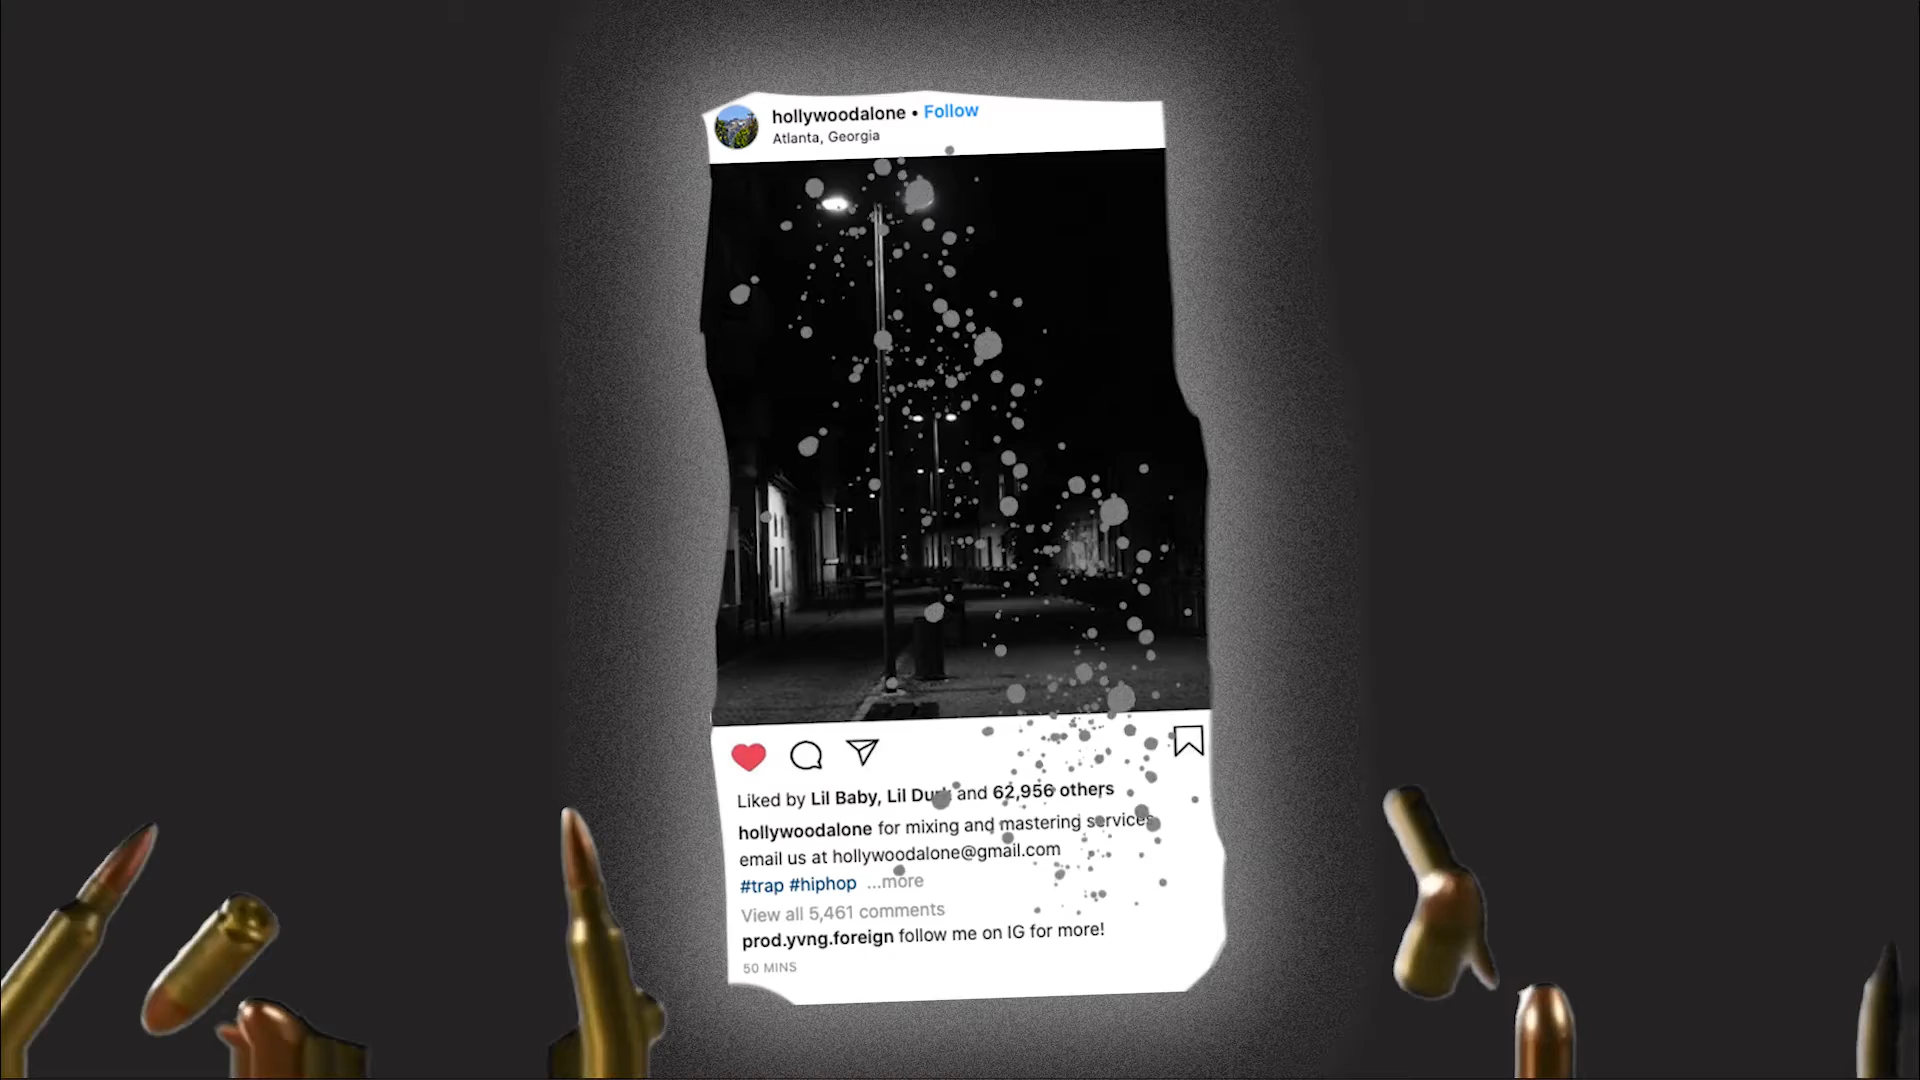 hollywoodalone • Follow
Atlanta, Georgia
Liked by Lil Baby, Lil Durk and 62,956 others
hollywoodalone for mixing and mastering services
email us at hollywoodalone@gmail.com
#trap #hiphop ...more
View all 5,461 comments
prod.yvng.foreign follow me on IG for more!
50 MINS